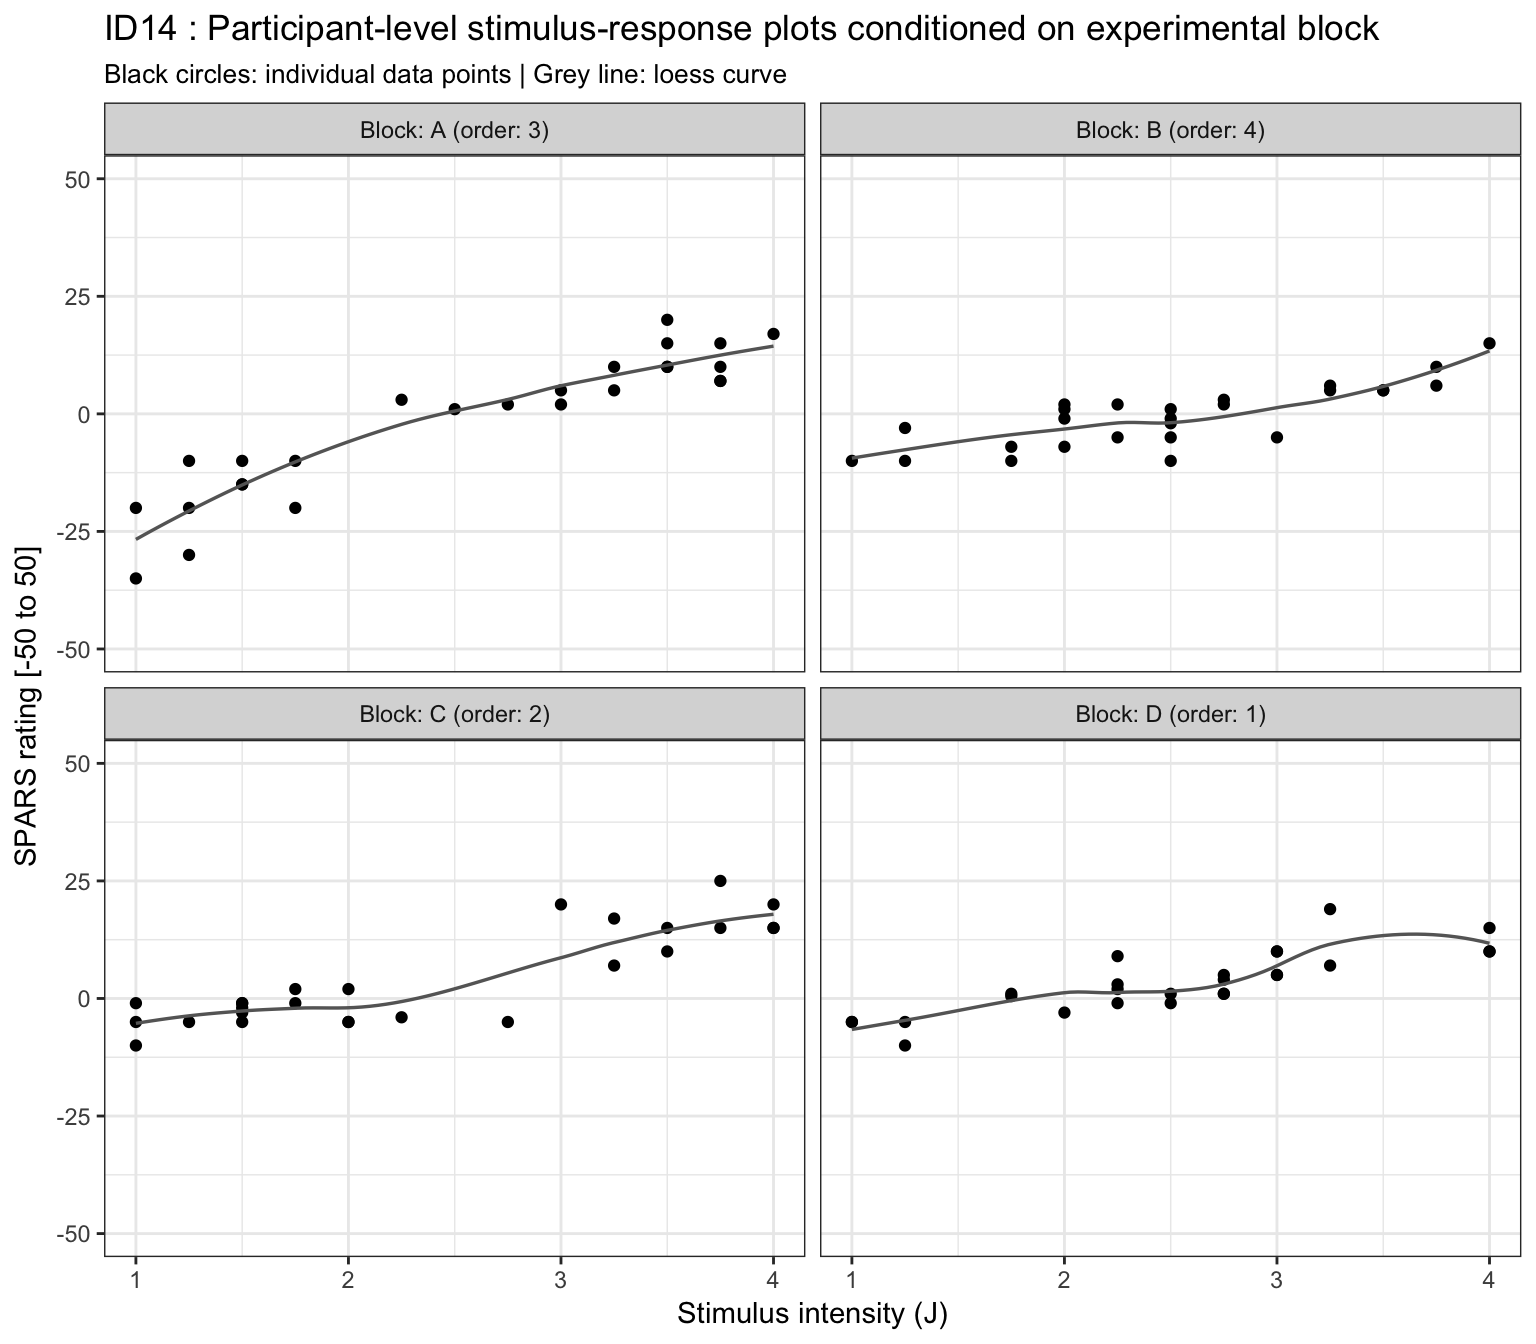 ID14 : Participant-level stimulus-response plots conditioned on experimental block
Black circles: individual data points | Grey line: loess curve
Block: A (order: 3)
Block: B (order: 4)
50
25
0
-25
-50
Block: C (order: 2)
Block: D (order: 1)
50
25
0
-25
-50
SPARS rating [-50 to 50]
1 2 3 4
1 2 3 4
Stimulus intensity (J)